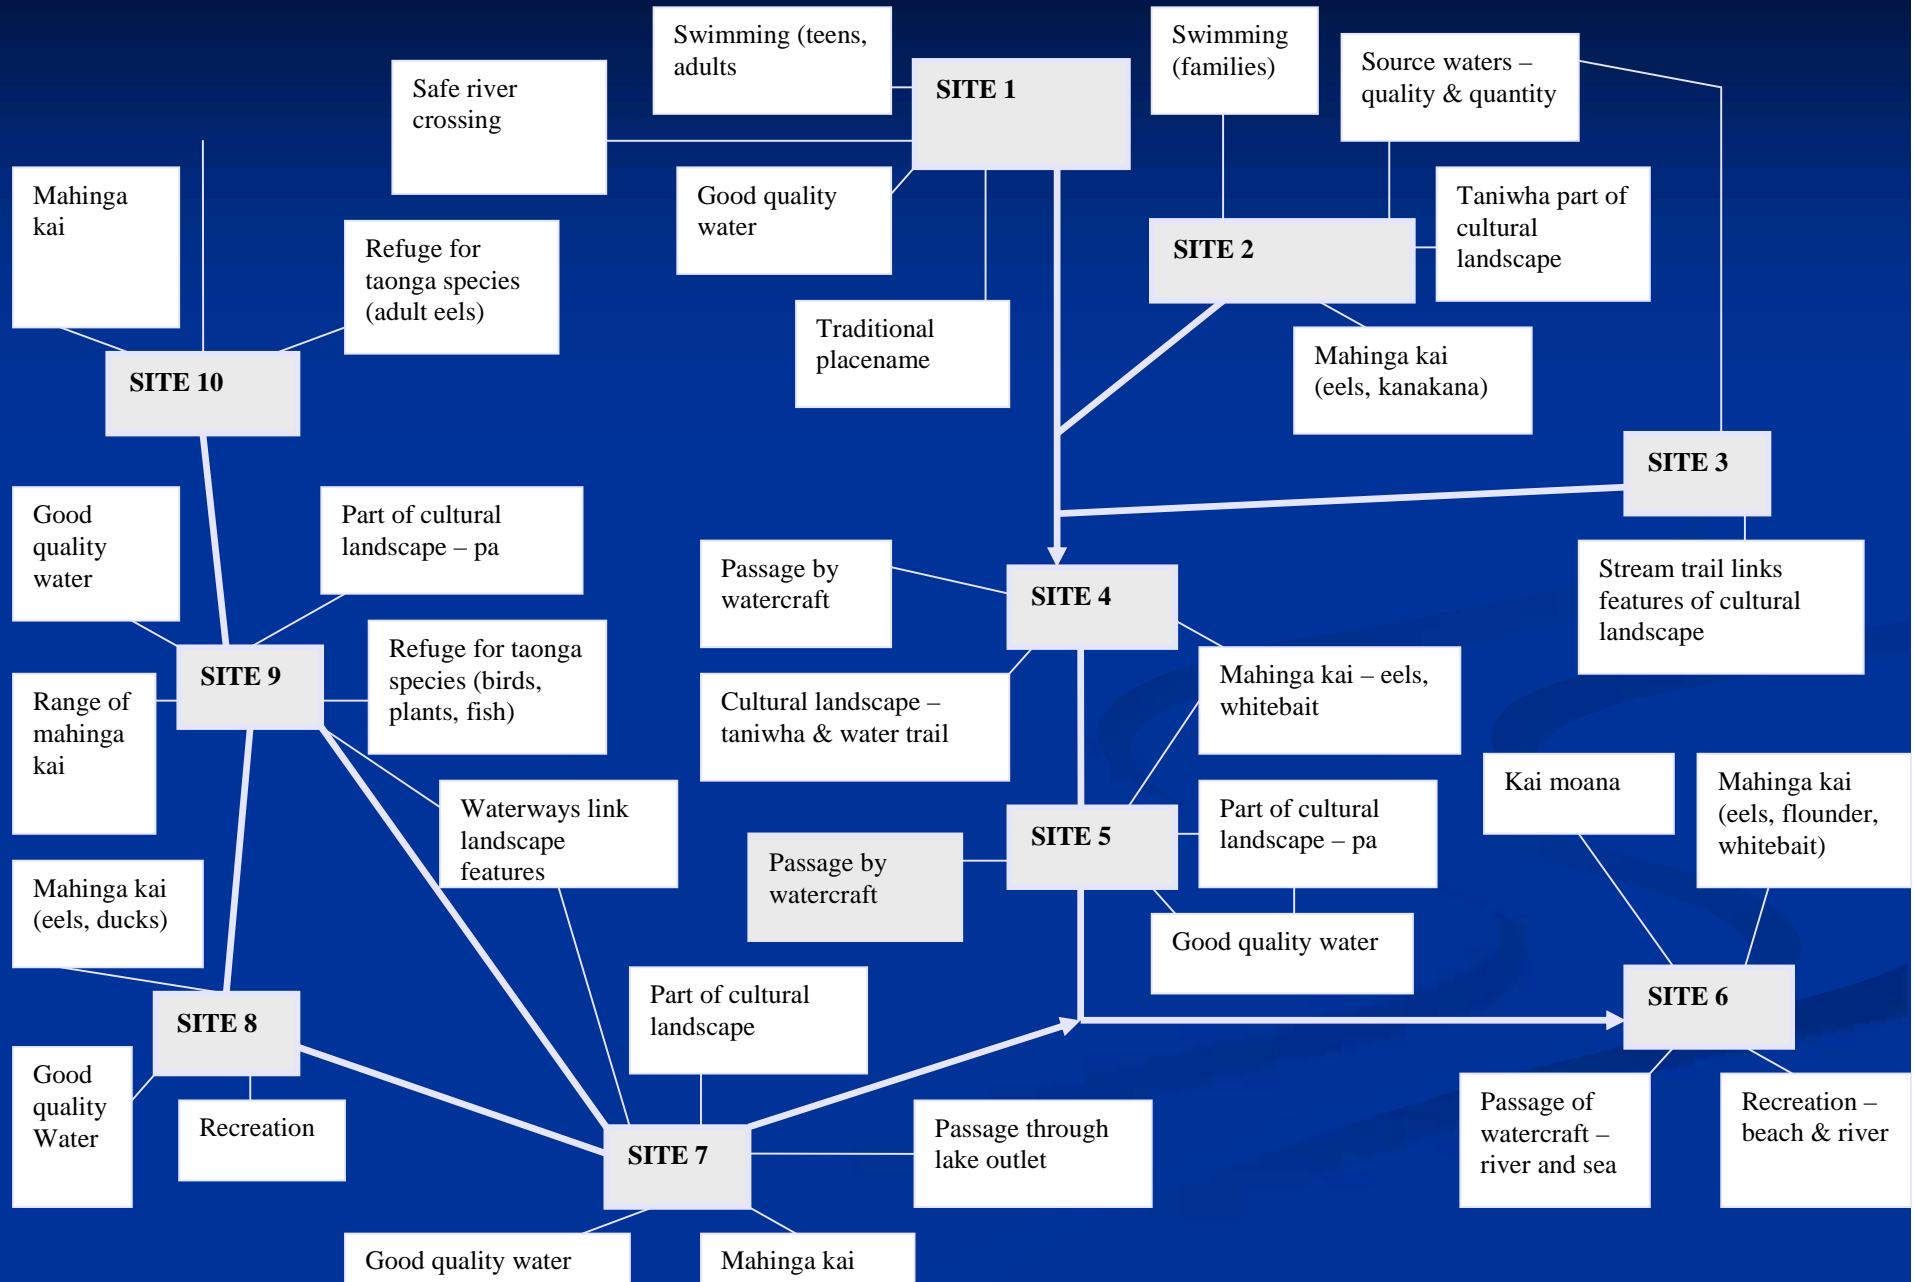 Swimming (teens,
adults
SITE 1
Safe river
crossing
Good quality
water
Traditional
placename
Swimming
(families)
Source waters –
quality & quantity
SITE 2
Taniwha part of
cultural
landscape
Mahinga kai
(eels, kanakana)
SITE 3
Stream trail links
features of cultural
landscape
Mahinga
kai
Refuge for
taonga species
(adult eels)
SITE 10
Good
quality
water
Part of cultural
landscape – pa
SITE 9
Refuge for taonga
species (birds,
plants, fish)
Range of
mahinga
kai
Waterways link
landscape
features
Passage by
watercraft
SITE 4
Cultural landscape –
taniwha & water trail
Mahinga kai – eels,
whitebait
SITE 5
Passage by
watercraft
Part of cultural
landscape – pa
Good quality water
Kai moana
Mahinga kai
(eels, flounder,
whitebait)
SITE 6
Passage of
watercraft –
river and sea
Recreation –
beach & river
Mahinga kai
(eels, ducks)
SITE 8
Good
quality
Water
Recreation
Part of cultural
landscape
SITE 7
Passage through
lake outlet
Good quality water
Mahinga kai